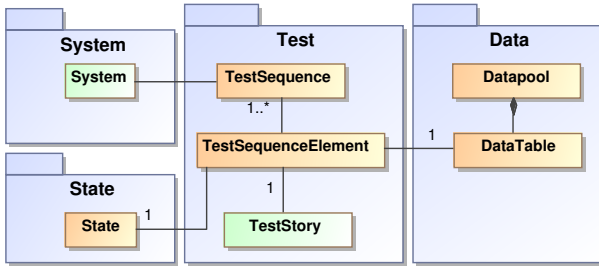 System
System
Test
TestSequence
1..*
TestSequenceElement
1
TestStory
Data
Datapool
1
DataTable
State
State
1